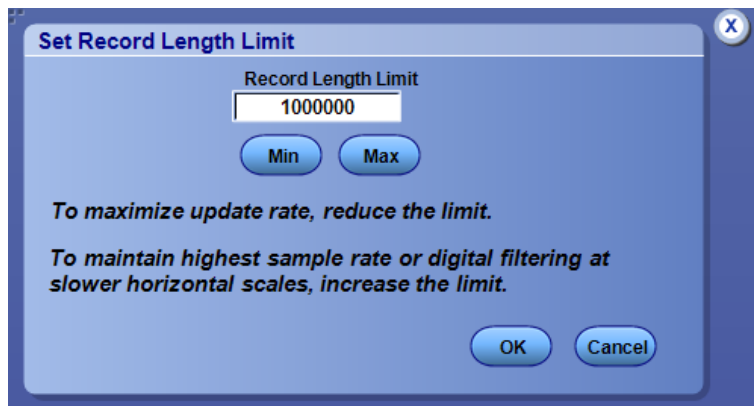 Set Record Length Limit
X
Record Length Limit
1000000
Min Max
To maximize update rate, reduce the limit.
To maintain highest sample rate or digital filtering at
slower horizontal scales, increase the limit.
OK Cancel